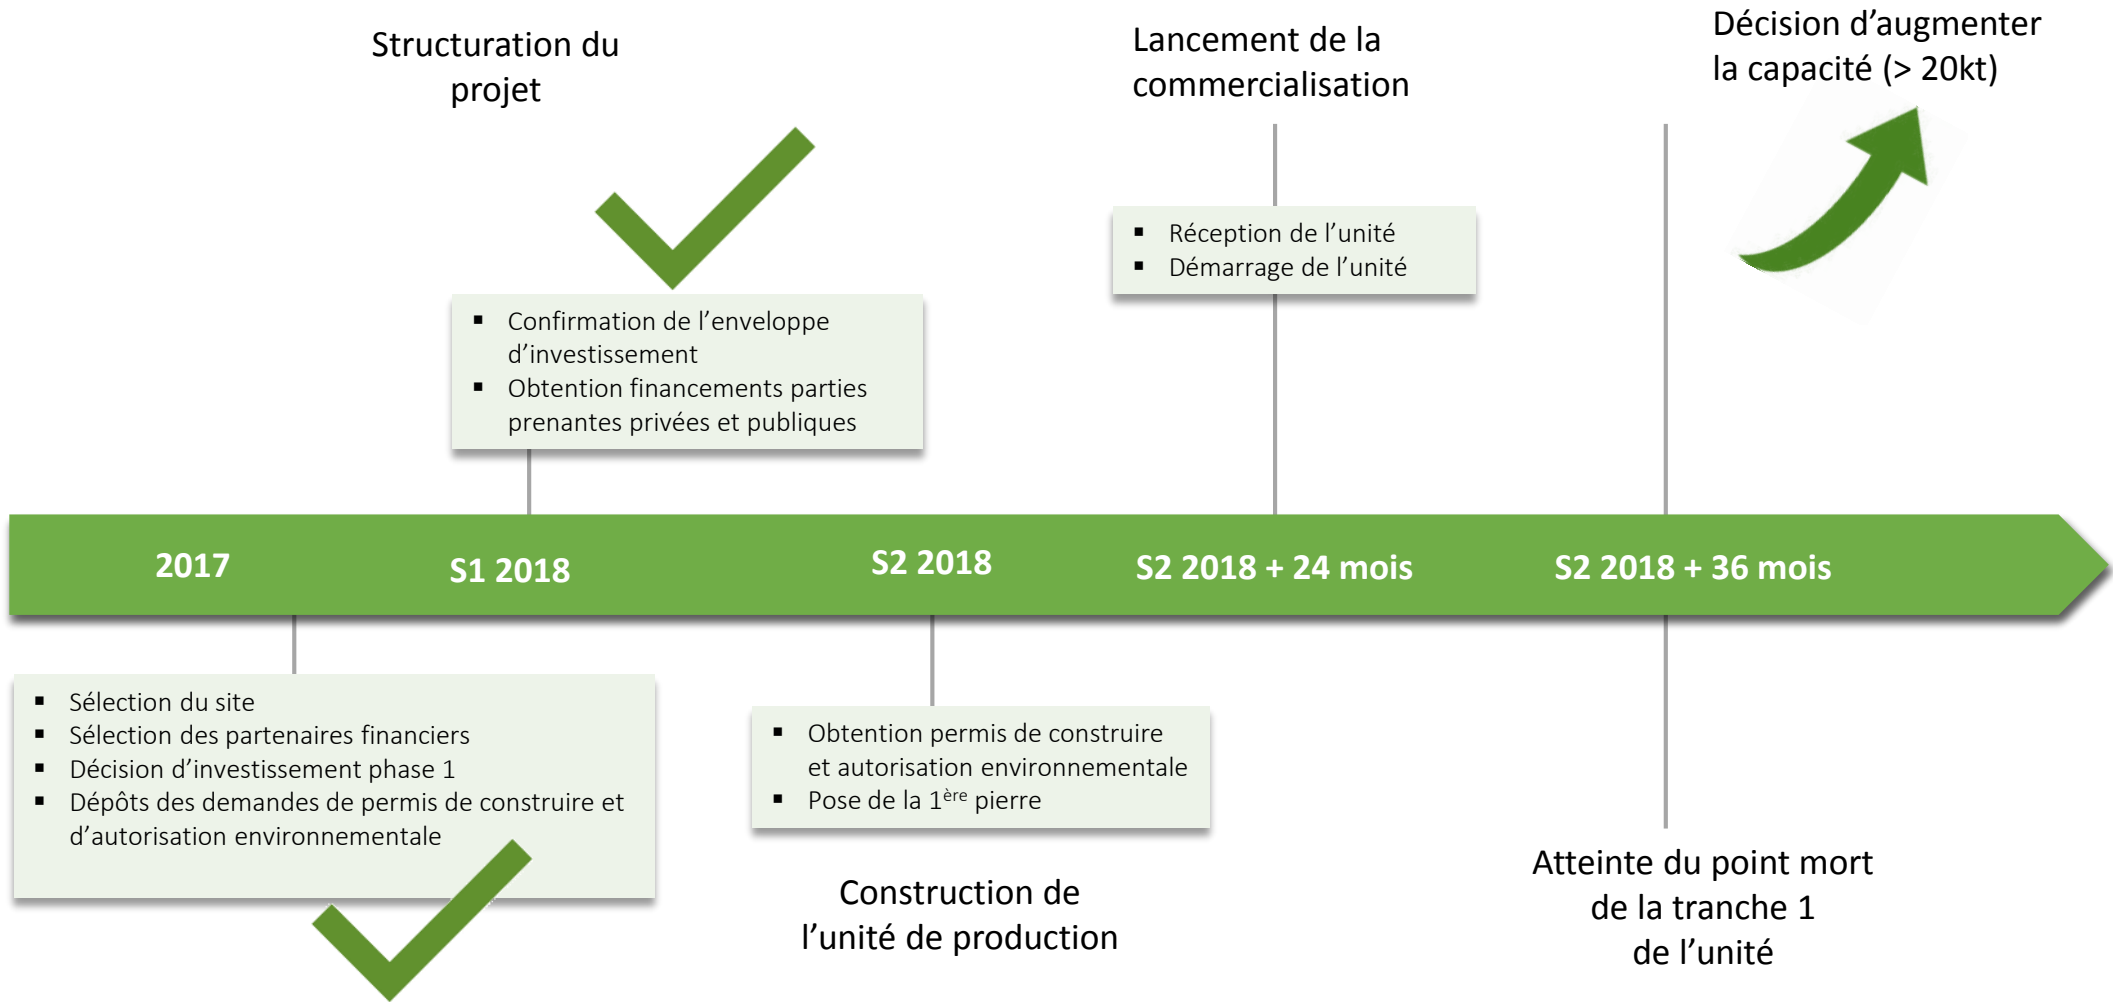 Structuration du
projet
Lancement de la
commercialisation
Décision d’augmenter
la capacité (> 20kt)
▪ Réception de l’unité
▪ Démarrage de l’unité
▪ Confirmation de l’enveloppe
d’investissement
▪ Obtention financements parties
prenantes privées et publiques
2017
S1 2018
S2 2018
S2 2018 + 24 mois
S2 2018 + 36 mois
▪ Sélection du site
▪ Sélection des partenaires financiers
▪ Décision d’investissement phase 1
▪ Dépôts des demandes de permis de construire et
d’autorisation environnementale
▪ Obtention permis de construire
et autorisation environnementale
▪ Pose de la 1ère pierre
Construction de
l’unité de production
Atteinte du point mort
de la tranche 1
de l’unité